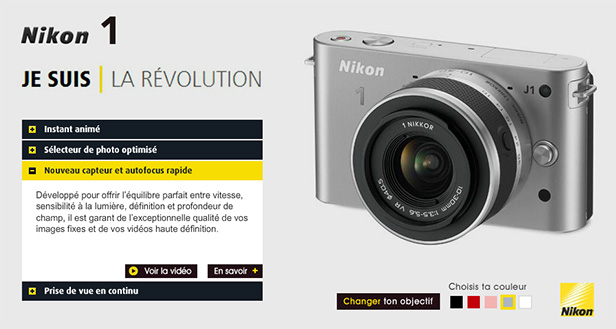 Nikon 1
JE SUIS | LA RÉVOLUTION
Instant animé
Sélecteur de photo optimisé
Nouveau capteur et autofocus rapide
Développé pour offrir l'équilibre parfait entre vitesse,
sensibilité à la lumière, définition et profondeur de
champ, il est garant de l'exceptionnelle qualité de vos
images fixes et de vos vidéos haute définition.
Voir la vidéo
En savoir +
Prise de vue en continu
Nikon
1
J1
1 NIKKOR
10-30mm 1:3.5-5.6 VR ø40.5
Changer ton objectif
Choisis ta couleur
Nikon